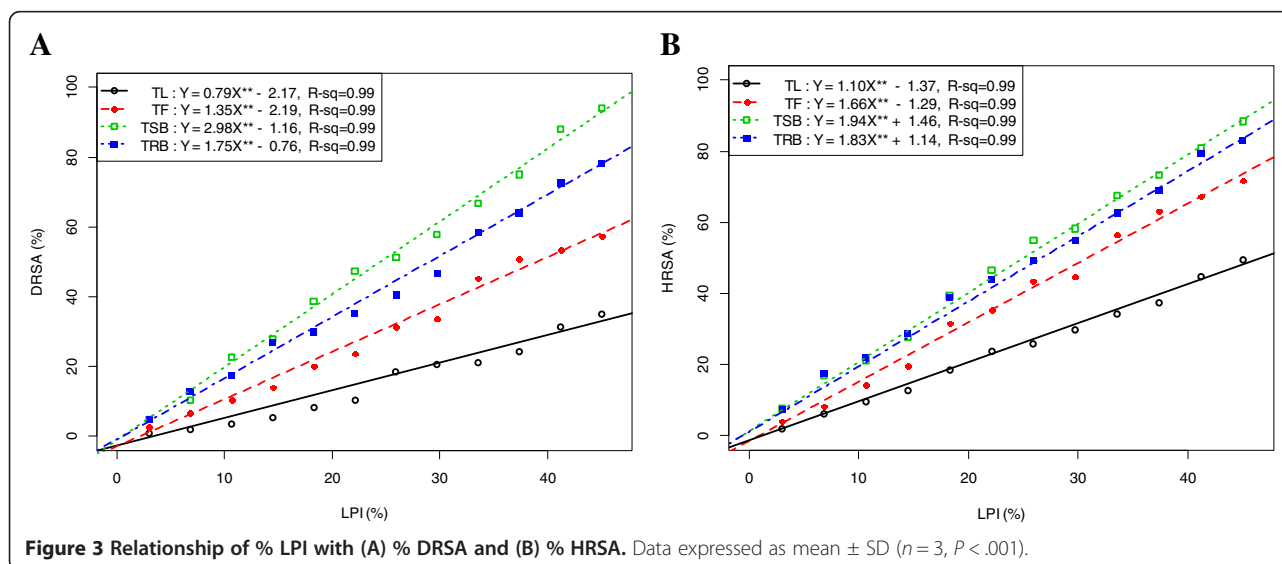 A
TL : Y = 0.79X** - 2.17, R-sq=0.99
TF : Y = 1.35X** - 2.19, R-sq=0.99
TSB : Y = 2.98X** - 1.16, R-sq=0.99
TRB : Y = 1.75X** - 0.76, R-sq=0.99
DRSA (%)
100
80
60
40
20
0
0 10 20 30 40
LPI (%)
B
TL : Y = 1.10X** - 1.37, R-sq=0.99
TF : Y = 1.66X** - 1.29, R-sq=0.99
TSB : Y = 1.94X** + 1.46, R-sq=0.99
TRB : Y = 1.83X** + 1.14, R-sq=0.99
HRSA (%)
100
80
60
40
20
0
0 10 20 30 40
LPI (%)
Figure 3 Relationship of % LPI with (A) % DRSA and (B) % HRSA. Data expressed as mean ± SD (n = 3, P < .001).